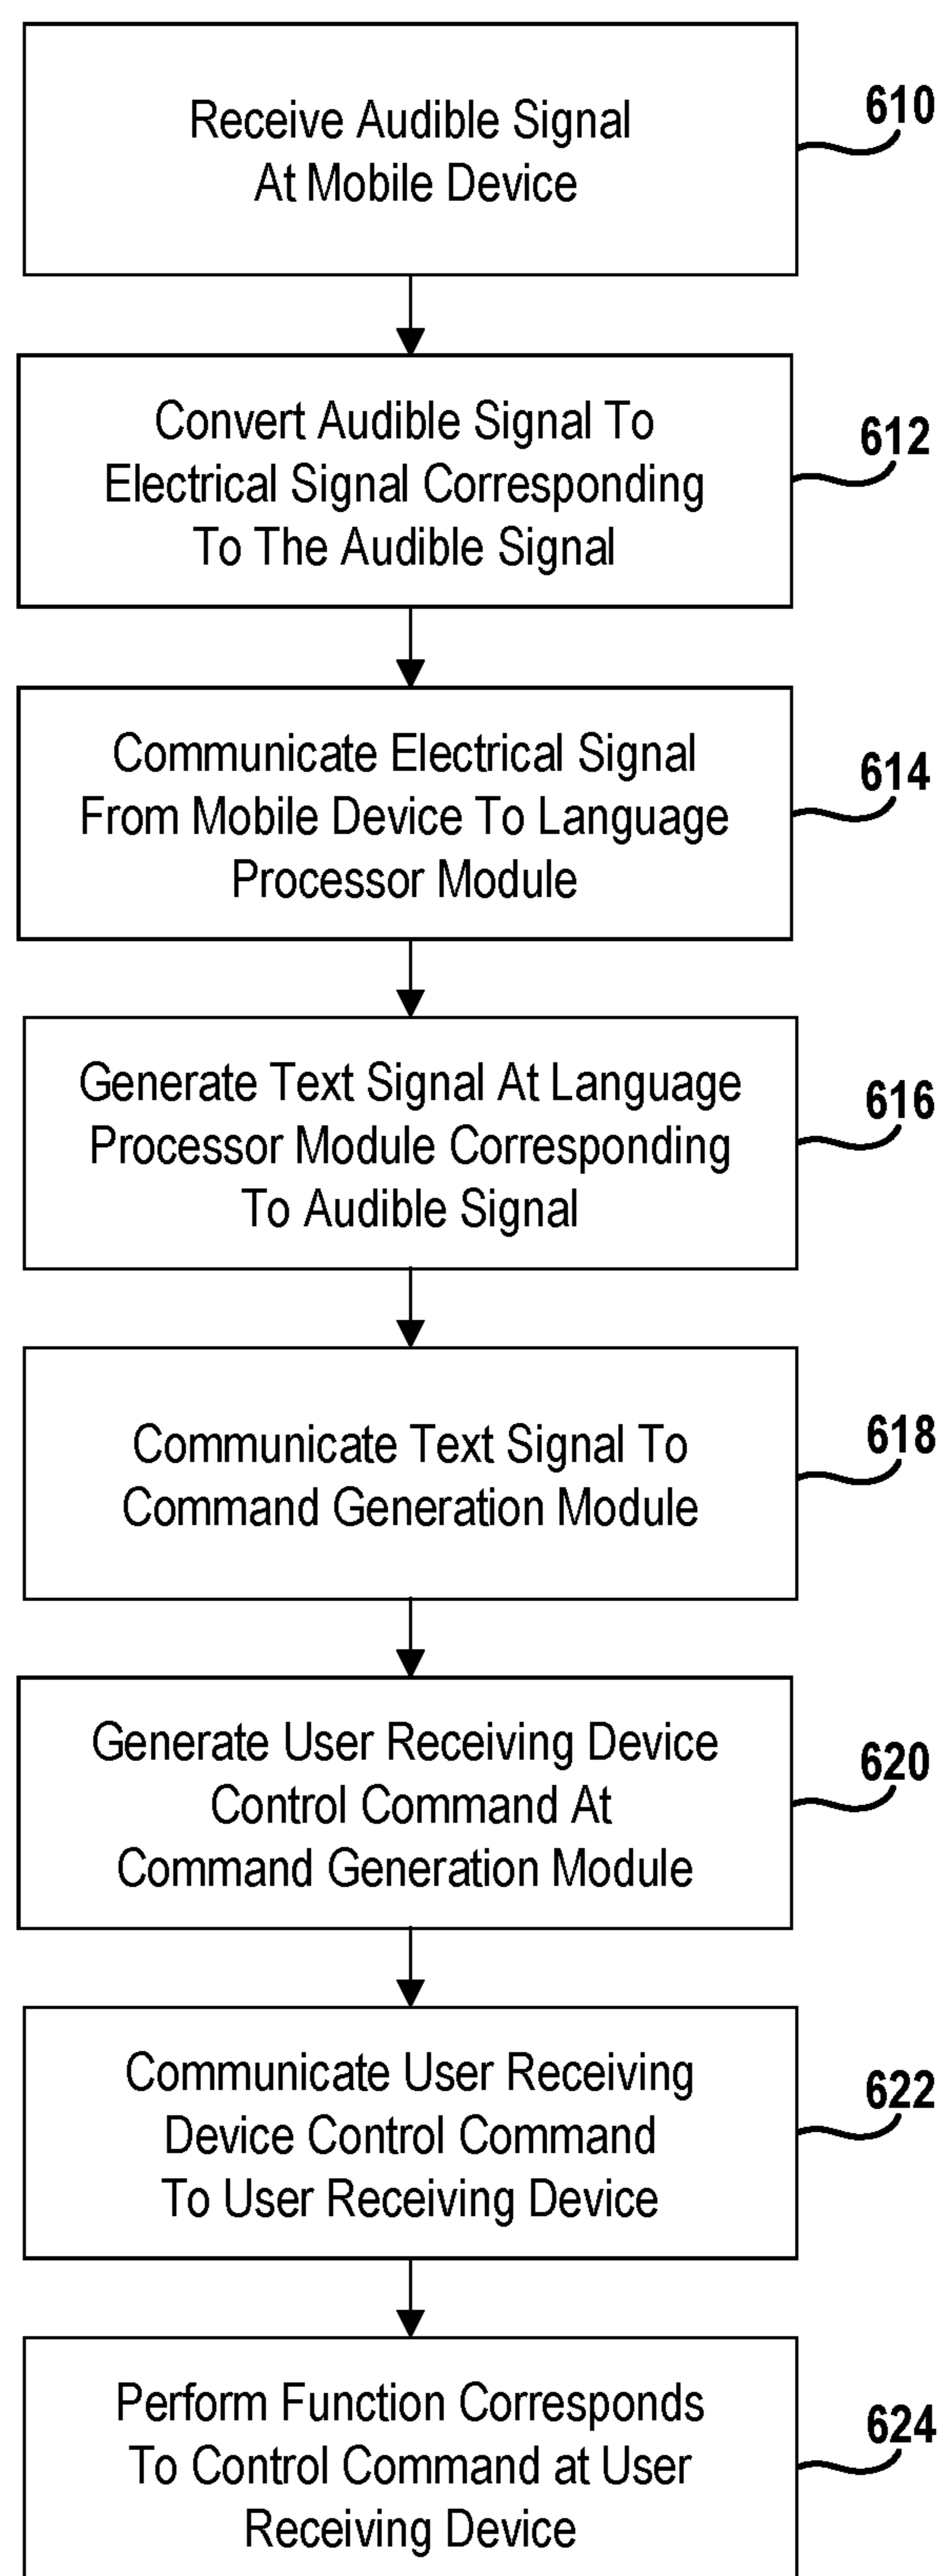 Receive Audible Signal
At Mobile Device
610
Convert Audible Signal To
Electrical Signal Corresponding
To The Audible Signal
612
Communicate Electrical Signal
From Mobile Device To Language
Processor Module
614
Generate Text Signal At Language
Processor Module Corresponding
To Audible Signal
616
Communicate Text Signal To
Command Generation Module
618
Generate User Receiving Device
Control Command At
Command Generation Module
620
Communicate User Receiving
Device Control Command
To User Receiving Device
622
Perform Function Corresponds
To Control Command at User
Receiving Device
624